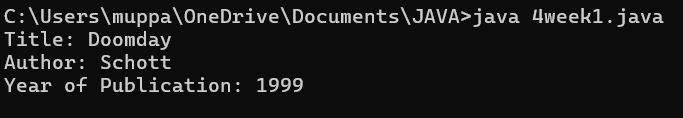 C:\Users\muppa\OneDrive\Documents\JAVA>java 4week1.java
Title: Doomday
Author: Schott
Year of Publication: 1999